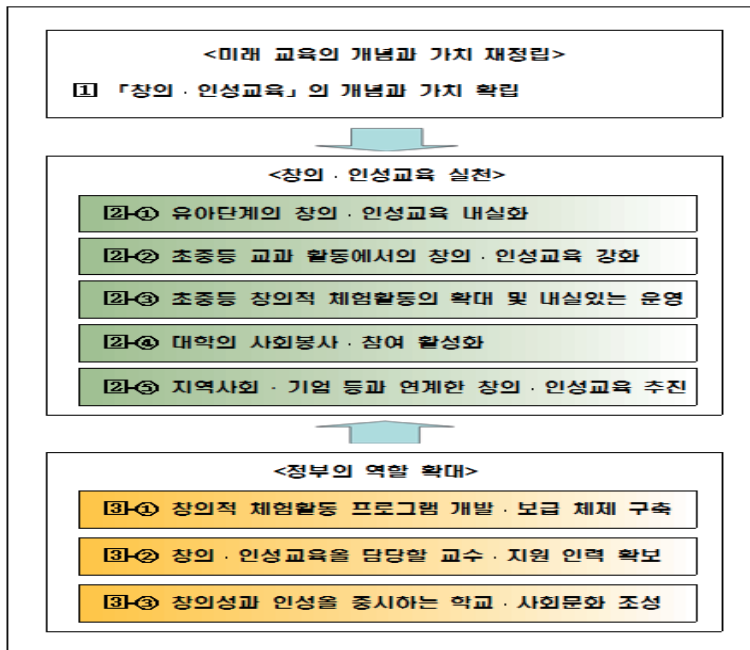 <미래 교육의 개념과 가치 재정립>
1 「창의 · 인성교육」의 개념과 가치 확립
<창의 · 인성교육 실천>
2-① 유아단계의 창의 · 인성교육 내실화
2-② 초중등 교과 활동에서의 창의 · 인성교육 강화
2-③ 초중등 창의적 체험활동의 확대 및 내실있는 운영
2-④ 대학의 사회봉사 · 참여 활성화
2-⑤ 지역사회 · 기업 등과 연계한 창의 · 인성교육 추진
<정부의 역할 확대>
3-① 창의적 체험활동 프로그램 개발 · 보급 체제 구축
3-② 창의 · 인성교육을 담당할 교수 · 지원 인력 확보
3-③ 창의성과 인성을 중시하는 학교 · 사회문화 조성